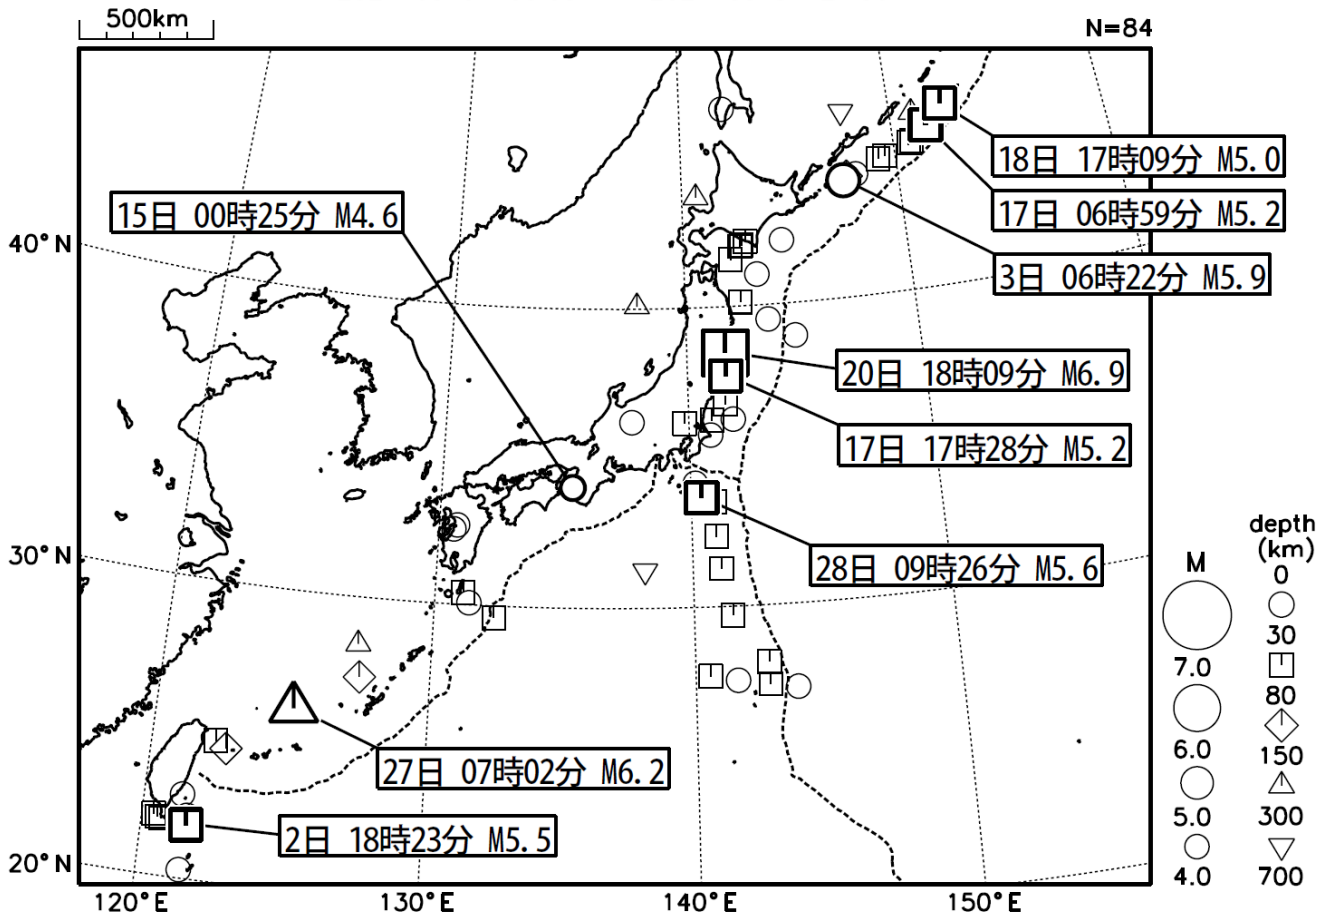 500km
N=84
18日 17時09分 M5.0
15日 00時25分 M4.6
17日 06時59分 M5.2
40°N
3日 06時22分 M5.9
20日 18時09分 M6.9
17日 17時28分 M5.2
depth
(km)
30°N
28日 09時26分 M5.6
M
0
30
7.0
80
6.0
150
27日 07時02分 M6.2
5.0
300
2日 18時23分 M5.5
4.0
700
20°N
120°E
130°E
140°E
150°E